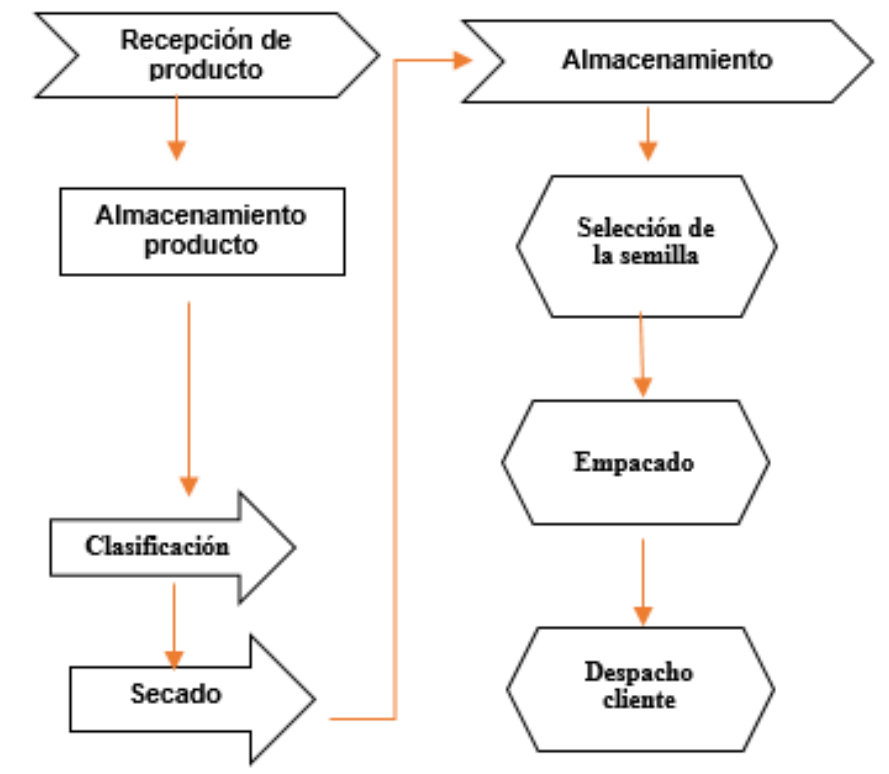 Recepción de
producto
Almacenamiento
producto
Clasificación
Secado
Almacenamiento
Selección de
la semilla
Empacado
Despacho
cliente